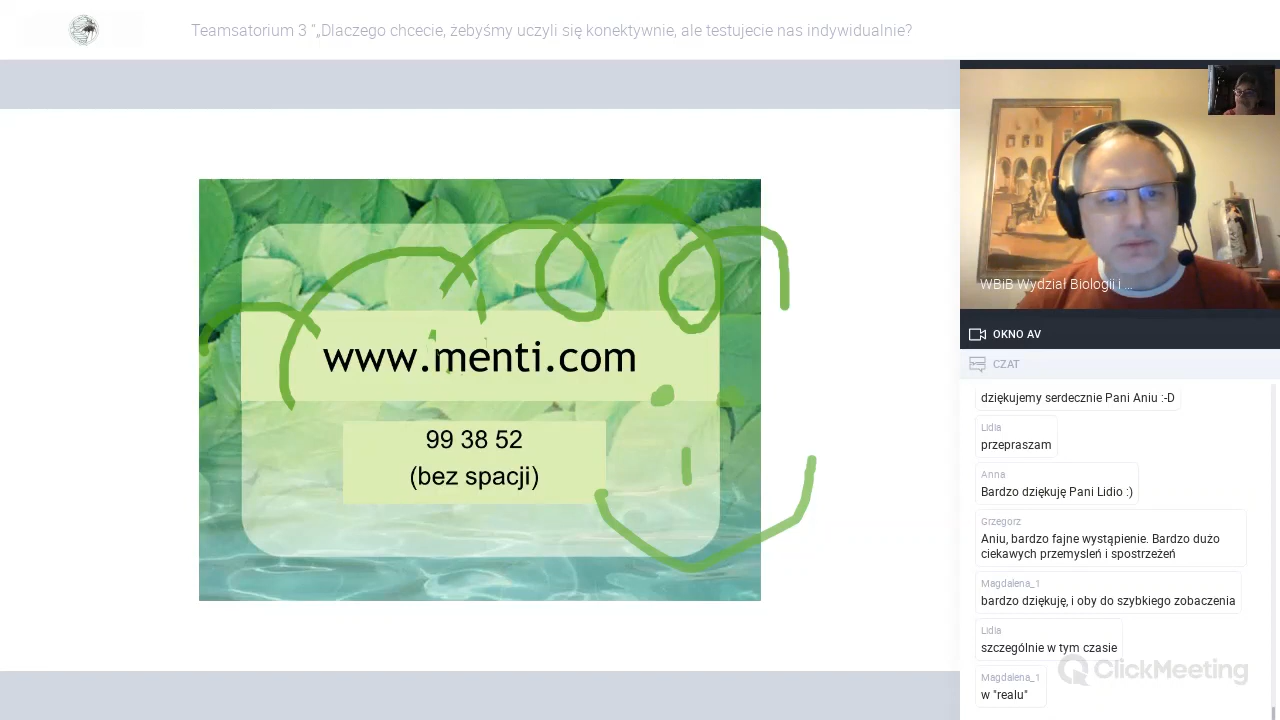 Teamsatorium 3 "„Dlaczego chcecie, żebyśmy uczyli się konektywnie, ale testujecie nas indywidualnie?
www.menti.com
99 38 52
(bez spacji)
WBiB Wydział Biologii i ...
OKNO AV
CZAT
dziękujemy serdecznie Pani Aniu :-D
Lidia
przepraszam
Anna
Bardzo dziękuję Pani Lidio :)
Grzegorz
Aniu, bardzo fajne wystąpienie. Bardzo dużo
ciekawych przemysleń i spostrzeżeń
Magdalena_1
bardzo dziękuję, i oby do szybkiego zobaczenia
Lidia
szczególnie w tym czasie
ClickMeeting
Magdalena_1
w "realu"